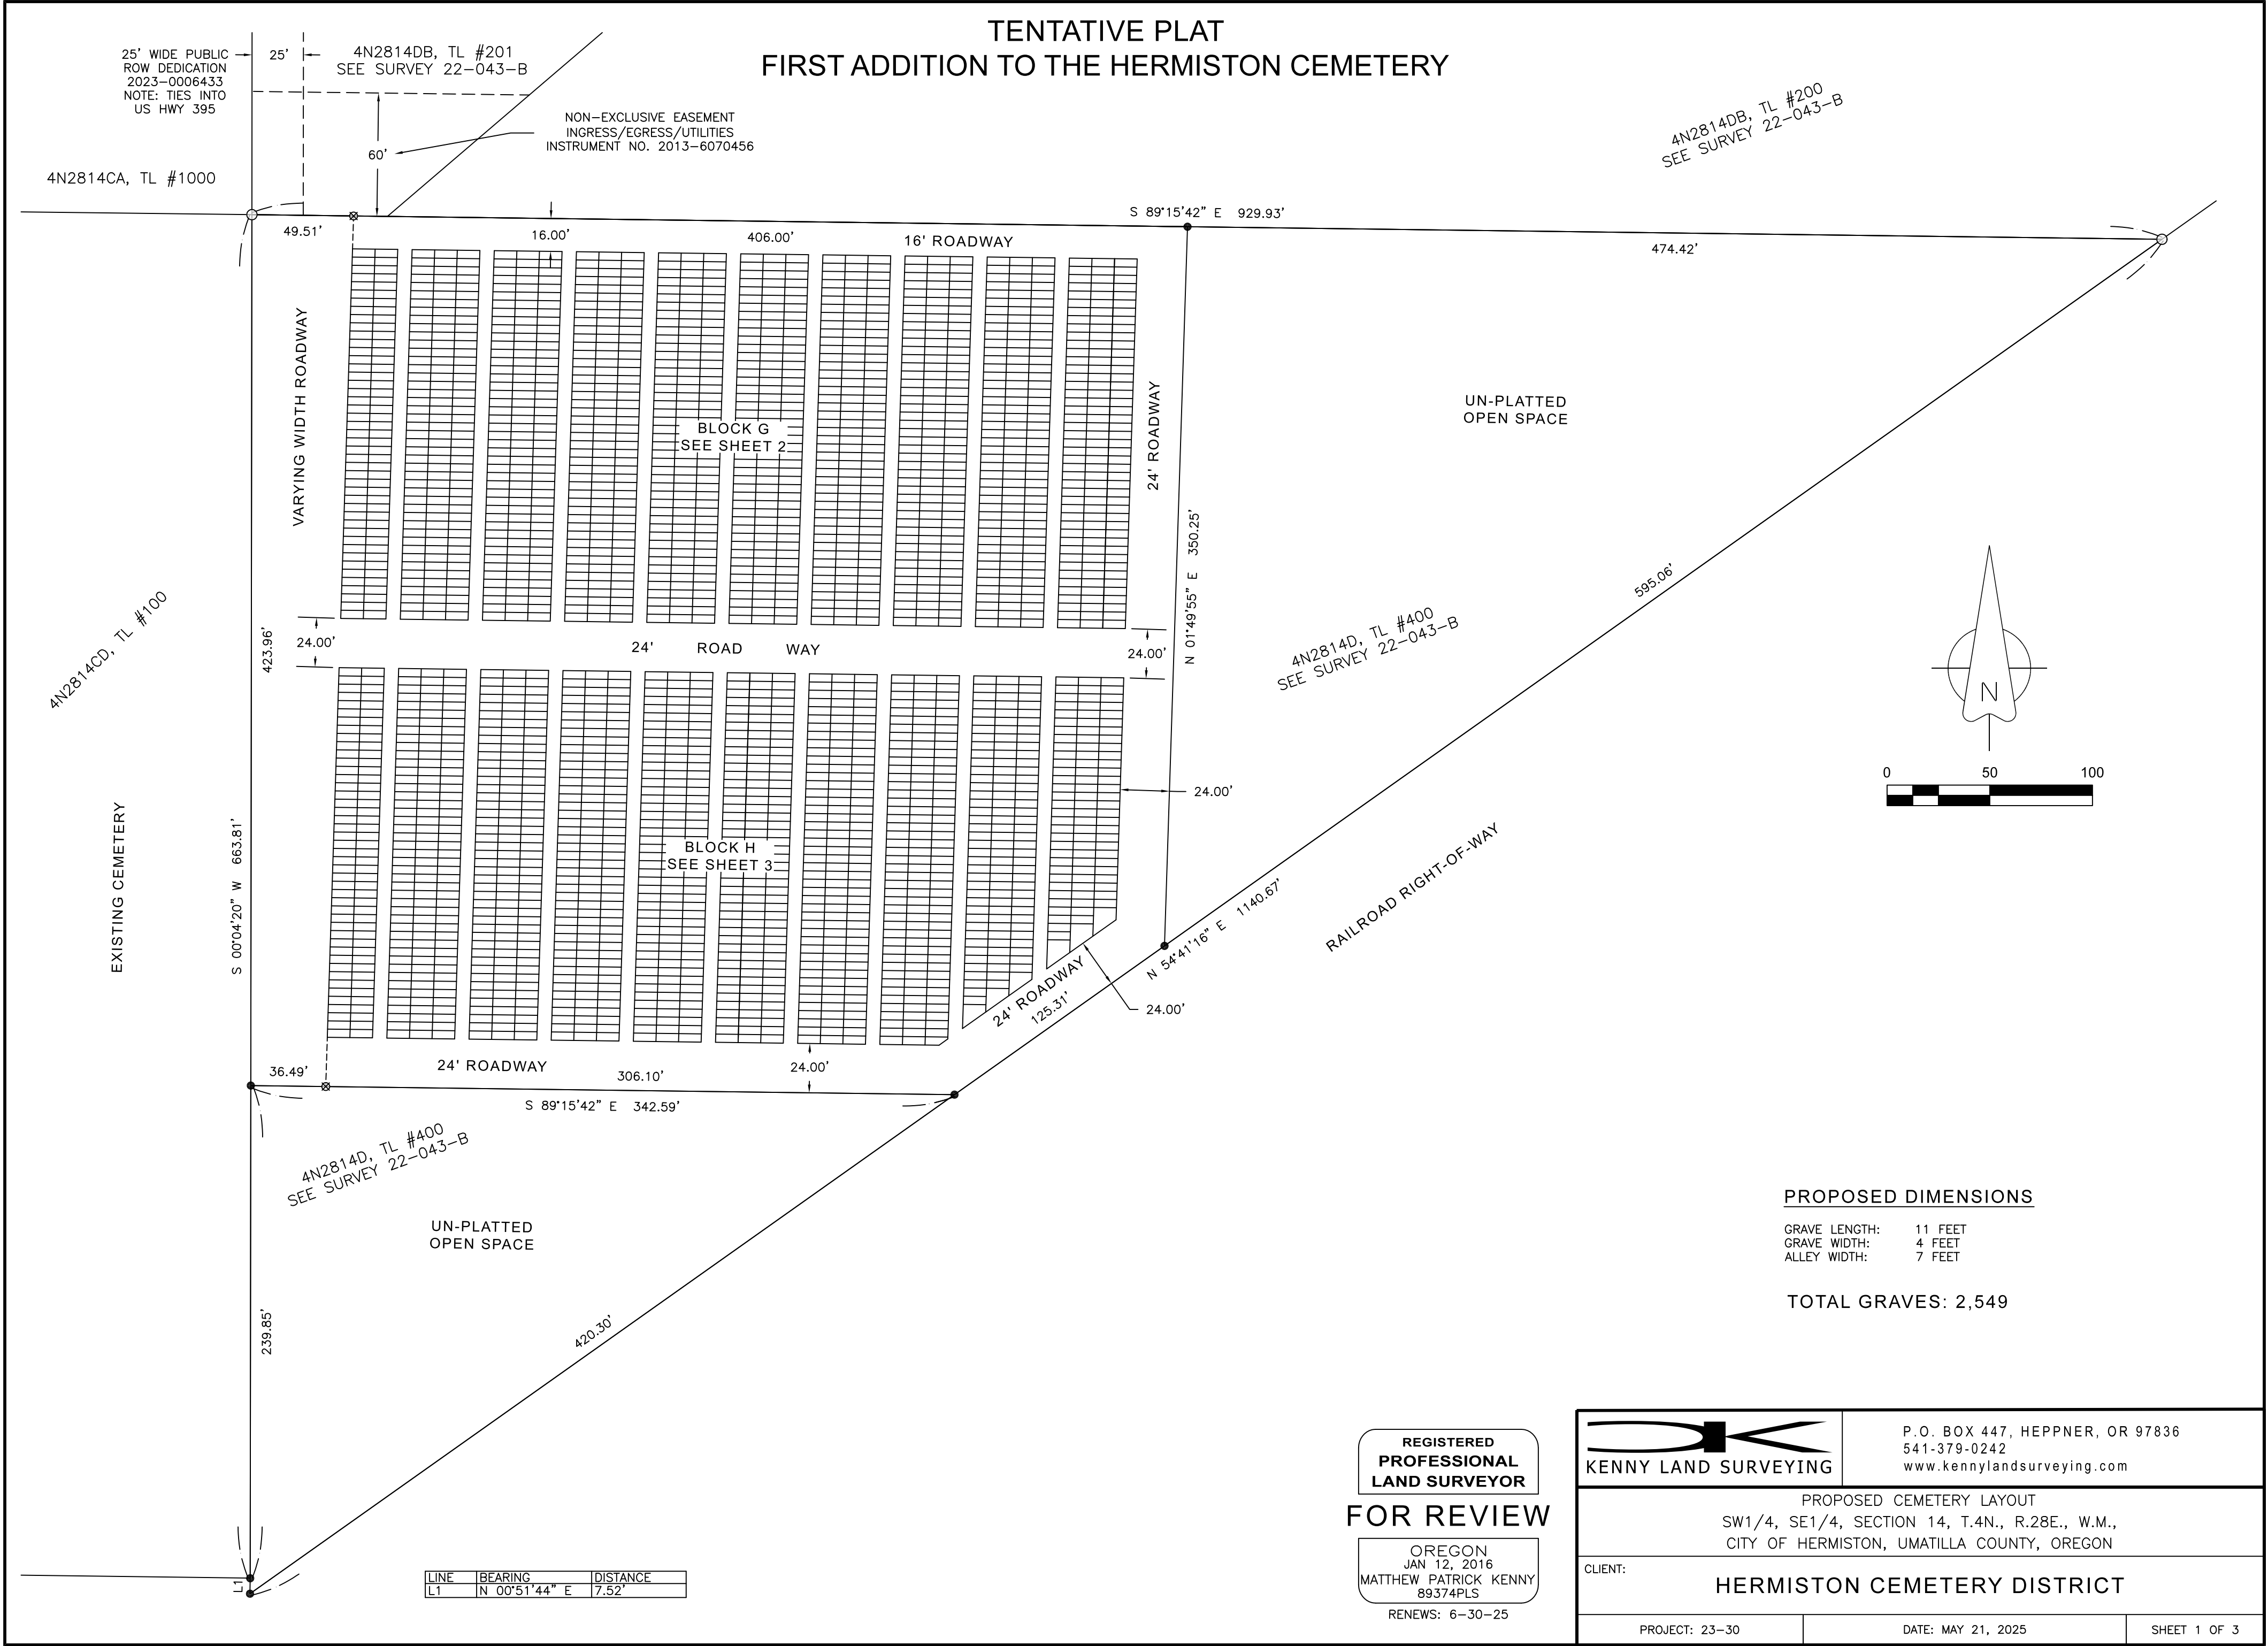 TENTATIVE PLAT
FIRST ADDITION TO THE HERMISTON CEMETERY
25' WIDE PUBLIC
ROW DEDICATION
2023-0006433
NOTE: TIES INTO
US HWY 395
25'
4N2814DB, TL #201
SEE SURVEY 22-043-B
NON-EXCLUSIVE EASEMENT
INGRESS/EGRESS/UTILITIES
INSTRUMENT NO. 2013-6070456
60'
4N2814CA, TL #1000
4N2814DB, TL #200
SEE SURVEY 22-043-B
S 89°15'42" E 929.93'
49.51'
16.00'
406.00'
16' ROADWAY
474.42'
VARYING WIDTH ROADWAY
BLOCK G
SEE SHEET 2
24' ROADWAY
UN-PLATTED
OPEN SPACE
N 01°49'55" E 350.25'
595.06'
4N2814CD, TL #100
423.96'
24.00'
24' ROAD WAY
24.00'
4N2814D, TL #400
SEE SURVEY 22-043-B
N
0 50 100
24.00'
EXISTING CEMETERY
S 00°04'20" W 663.81'
BLOCK H
SEE SHEET 3
RAILROAD RIGHT-OF-WAY
N 54°41'16" E 1140.67'
24' ROADWAY
125.31'
24.00'
36.49'
24' ROADWAY
306.10'
24.00'
S 89°15'42" E 342.59'
4N2814D, TL #400
SEE SURVEY 22-043-B
UN-PLATTED
OPEN SPACE
239.85'
420.30'
L1
PROPOSED DIMENSIONS
GRAVE LENGTH: 11 FEET
GRAVE WIDTH: 4 FEET
ALLEY WIDTH: 7 FEET
TOTAL GRAVES: 2,549
LINE BEARING DISTANCE
L1 N 00°51'44" E 7.52'
REGISTERED
PROFESSIONAL
LAND SURVEYOR
FOR REVIEW
OREGON
JAN 12, 2016
MATTHEW PATRICK KENNY
89374PLS
RENEWS: 6-30-25
KENNY LAND SURVEYING
P.O. BOX 447, HEPPNER, OR 97836
541-379-0242
www.kennylandsurveying.com
PROPOSED CEMETERY LAYOUT
SW1/4, SE1/4, SECTION 14, T.4N., R.28E., W.M.,
CITY OF HERMISTON, UMATILLA COUNTY, OREGON
CLIENT:
HERMISTON CEMETERY DISTRICT
PROJECT: 23-30
DATE: MAY 21, 2025
SHEET 1 OF 3